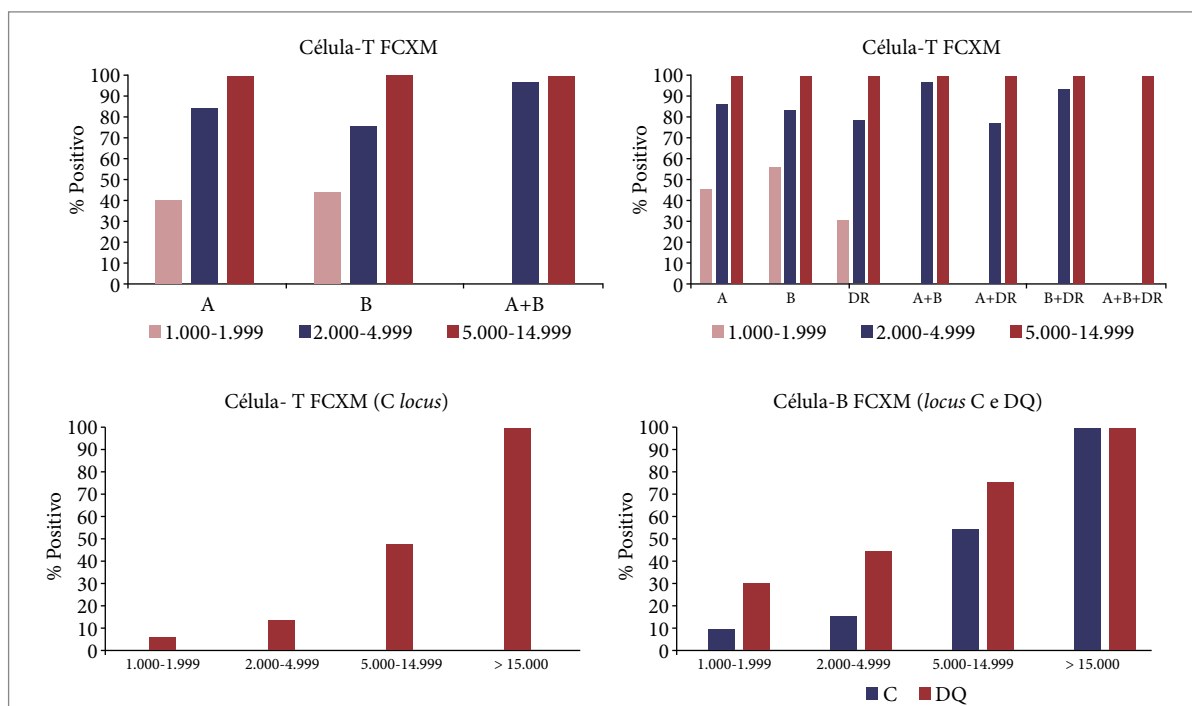 Célula-T FCXM
% Positivo
100
90
80
70
60
50
40
30
20
10
0
A
B
A+B
1.000-1.999
2.000-4.999
5.000-14.999
Célula-T FCXM
% Positivo
100
90
80
70
60
50
40
30
20
10
0
A
B
DR
A+B
A+DR
B+DR
A+B+DR
1.000-1.999
2.000-4.999
5.000-14.999
Célula- T FCXM (C locus)
% Positivo
100
90
80
70
60
50
40
30
20
10
1.000-1.999
2.000-4.999
5.000-14.999
> 15.000
Célula-B FCXM (locus C e DQ)
% Positivo
100
90
80
70
60
50
40
30
20
10
1.000-1.999
2.000-4.999
5.000-14.999
> 15.000
C
DQ